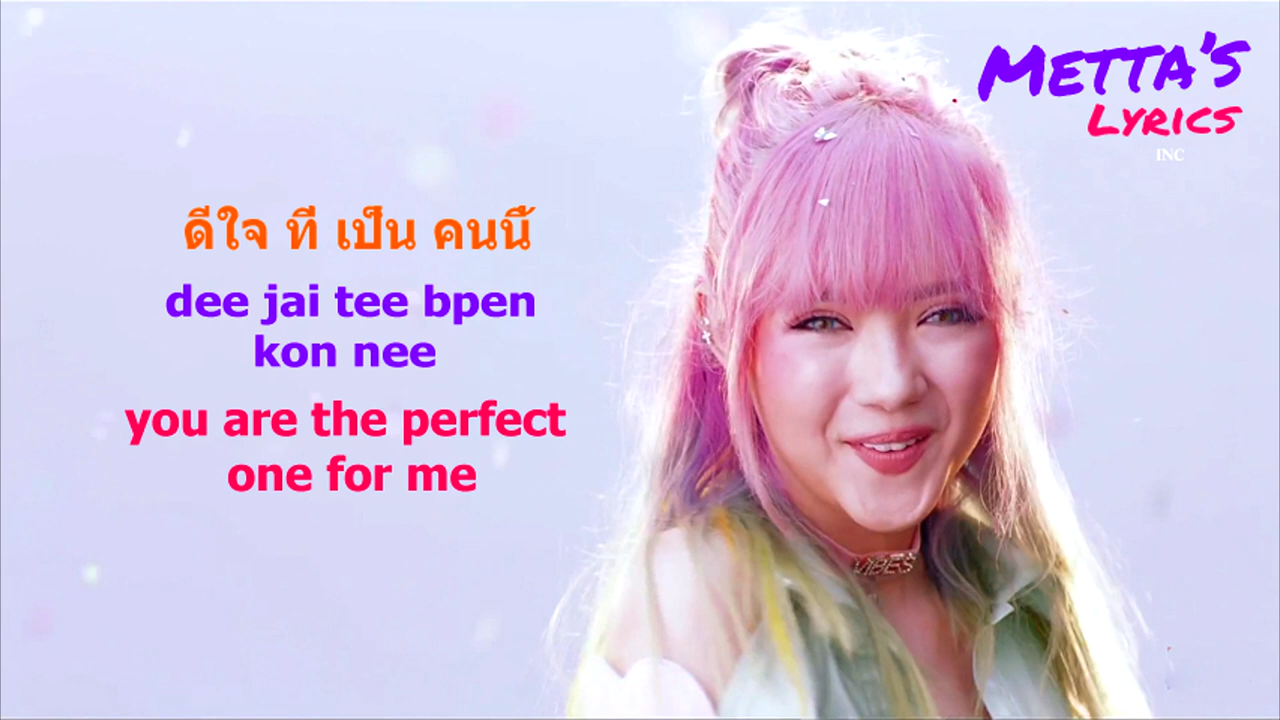 METTA'S
LYRICS
INC
ดีใจ ที่ เป็น คนนี้
dee jai tee bpen
kon nee
you are the perfect
one for me
VIBES